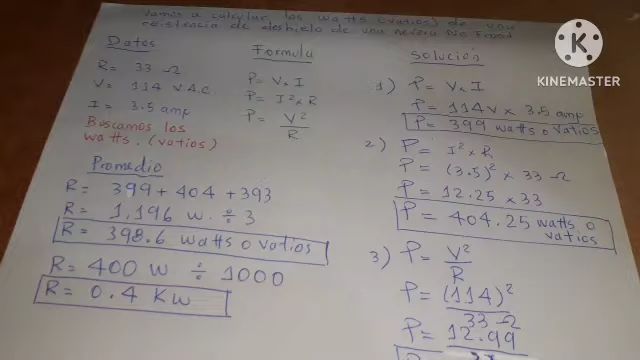 Vamos a calcular los watts (vatios) de una
resistencia de deshielo de una nevera No Frost
Datos
R= 33 Ω
V= 114 V.A.C
I= 3.5 amp
Buscamos los
watts. (vatios)
Formula
P= V x I
P= I² x R
P= V²
R
Promedio
R= 399 + 404 + 393
R= 1.196 w ÷ 3
R= 398.6 watts o vatios
R= 400 w ÷ 1000
R= 0.4 Kw
Solución
1) P= V x I
P= 114V x 3.5 amp
P= 399 watts o vatios
2) P= I² x R
P= (3.5)² x 33 Ω
P= 12.25 x 33
P= 404.25 watts o
vatios
3) P= V²
R
P= (114)²
33 Ω
P= 12.99
33
KINEMASTER